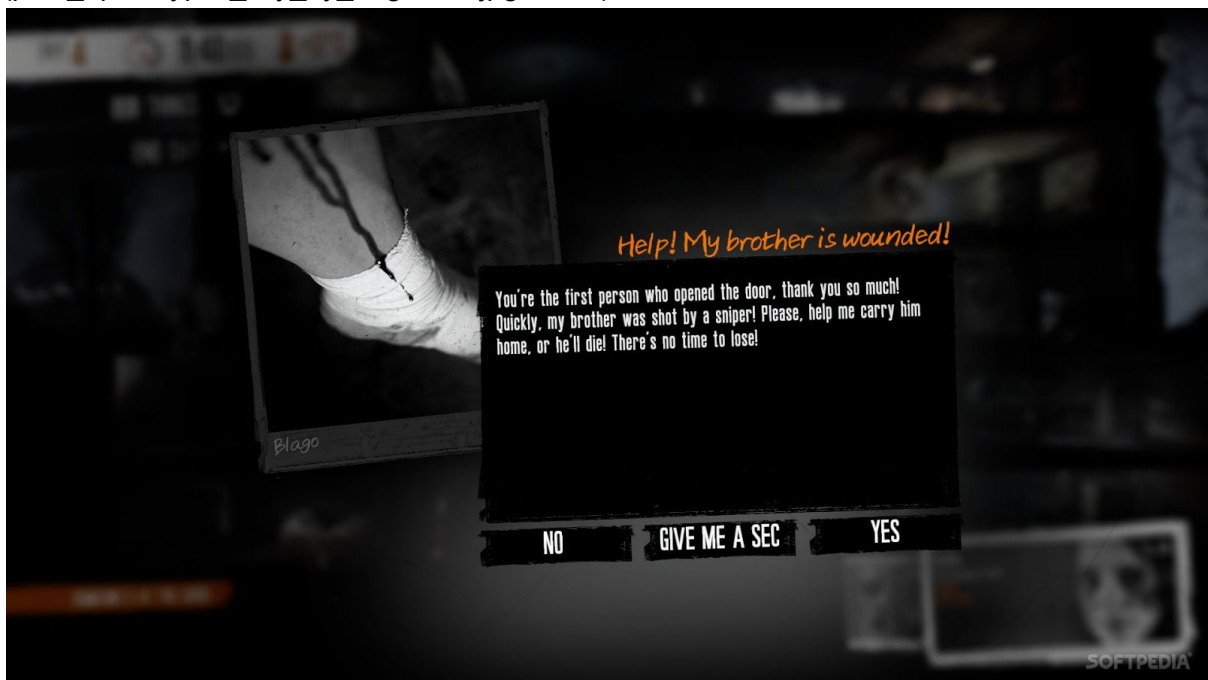 Help! My brother is wounded!
You're the first person who opened the door, thank you so much!
Quickly, my brother was shot by a sniper! Please, help me carry him
home, or he'll die! There's no time to lose!
Blago
NO
GIVE ME A SEC
YES
SOFTPEDIA